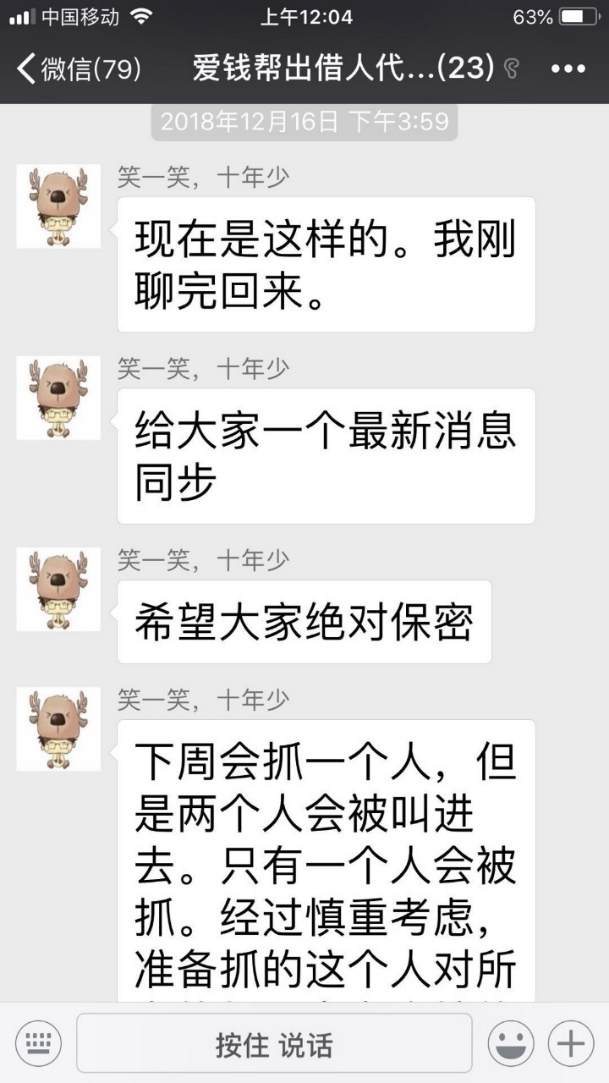 中国移动 上午12:04 63%
微信(79) 爱钱帮出借人代...(23)
2018年12月16日 下午3:59
笑一笑，十年少
现在是这样的。我刚
聊完回来。
笑一笑，十年少
给大家一个最新消息
同步
笑一笑，十年少
希望大家绝对保密
笑一笑，十年少
下周会抓一个人，但
是两个人会被叫进
去。只有一个人会被
抓。经过慎重考虑，
准备抓的这个人对所
按住 说话